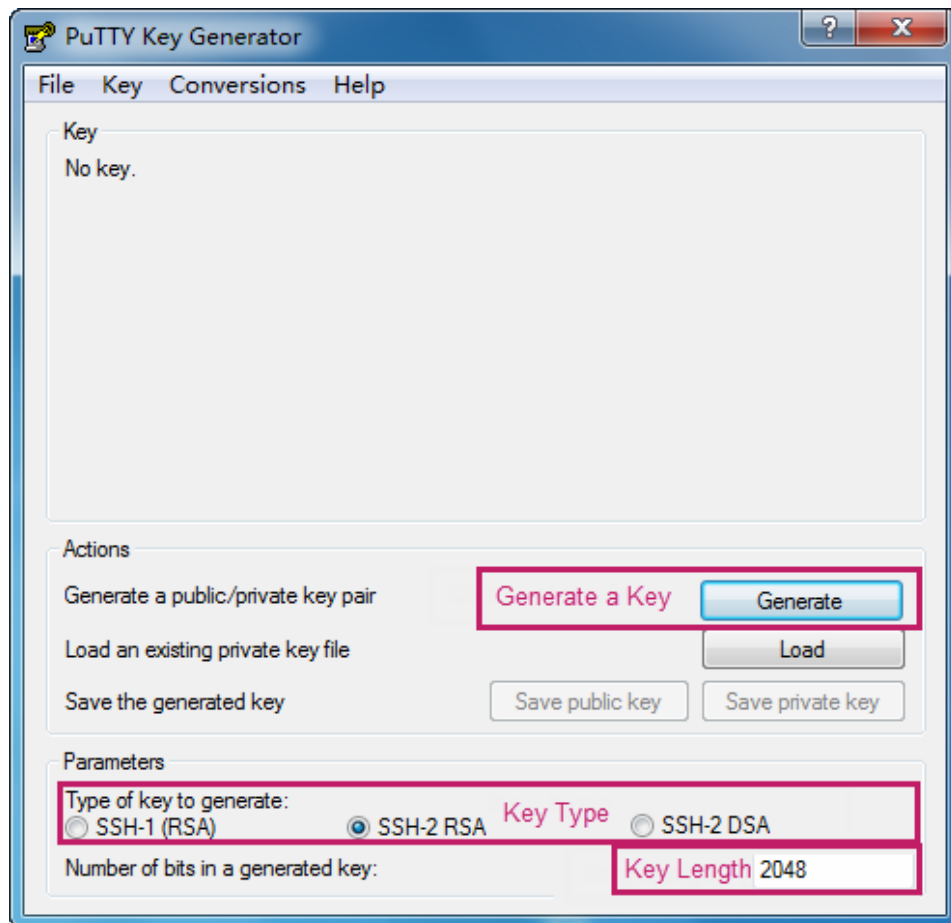 PuTTY Key Generator
?
X
File Key Conversions Help
Key
No key.
Actions
Generate a public/private key pair Generate a Key Generate
Load an existing private key file Load
Save the generated key Save public key Save private key
Parameters
Type of key to generate:
SSH-1 (RSA) SSH-2 RSA Key Type SSH-2 DSA
Number of bits in a generated key: Key Length 2048